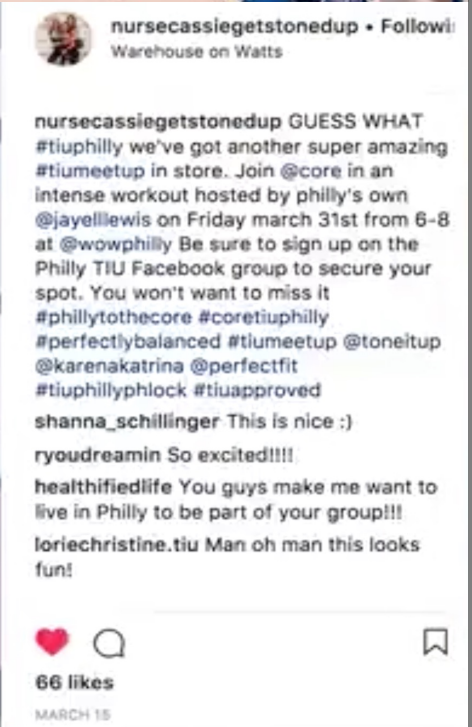 nursecassiegetstonedup • Followi
Warehouse on Watts
nursecassiegetstonedup GUESS WHAT
#tiuphilly we've got another super amazing
#tiumeetup in store. Join @core in an
intense workout hosted by philly's own
@jayelllewis on Friday march 31st from 6-8
at @wowphilly Be sure to sign up on the
Philly TIU Facebook group to secure your
spot. You won't want to miss it
#phillytothecore #coretiuphilly
#perfectlybalanced #tiumeetup @toneitup
@karenakatrina @perfectfit
#tiuphillyphlock #tiuapproved
shanna_schillinger This is nice :)
ryoudreamin So excited!!!!
healthifiedlife You guys make me want to
live in Philly to be part of your group!!!
loriechristine.tiu Man oh man this looks
fun!
66 likes
MARCH 15